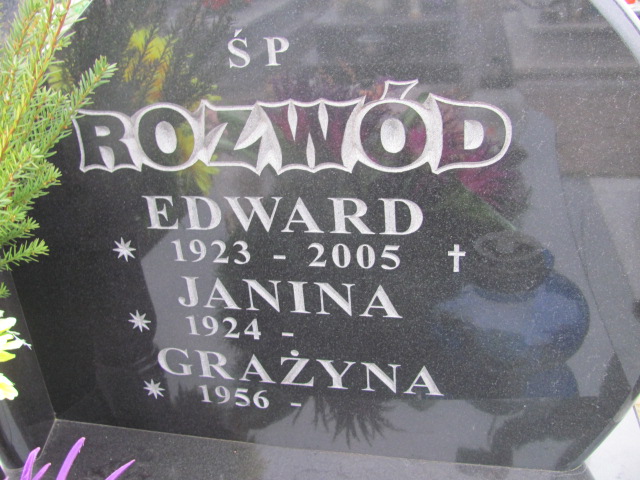 ŚP
ROZWÓD
EDWARD
* 1923 - 2005 †
JANINA
* 1924 -
GRAŻYNA
* 1956 -